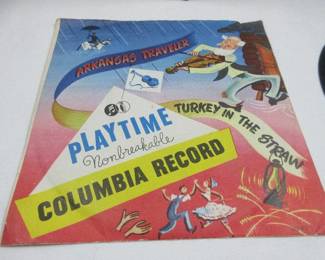 ARKANSAS TRAVELER
PLAYTIME
Nonbreakable
COLUMBIA RECORD
TURKEY IN THE STRAW